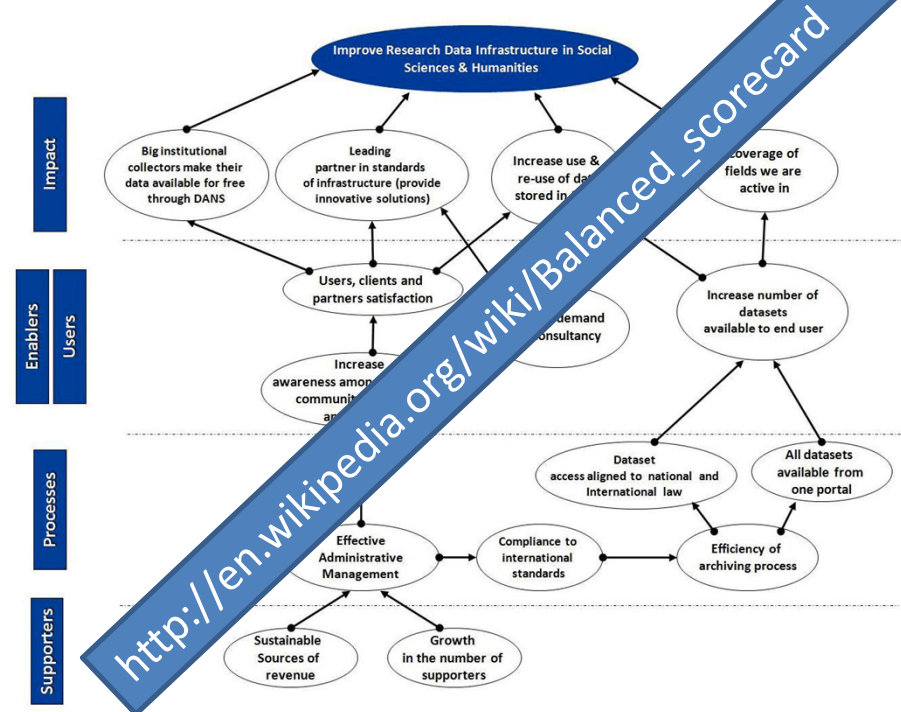 Improve Research Data Infrastructure in Social
Sciences & Humanities
Impact
Big institutional
collectors make their
data available for free
through DANS
Leading
partner in standards
of infrastructure (provide
innovative solutions)
Increase use &
re-use of
stored in
coverage of
fields we are
active in
Enablers
Users
Users, clients and
partners satisfaction
demand
Increase number of
datasets
available to end user
Increase
awareness
Processes
Dataset
access aligned to national and
International law
All datasets
available from
one portal
Effective
Administrative
Management
Compliance to
international
standards
Efficiency of
archiving process
Supporters
Sustainable
Sources of
revenue
Growth
in the number of
supporters
http://en.wikipedia.org/wiki/Balanced_scorecard